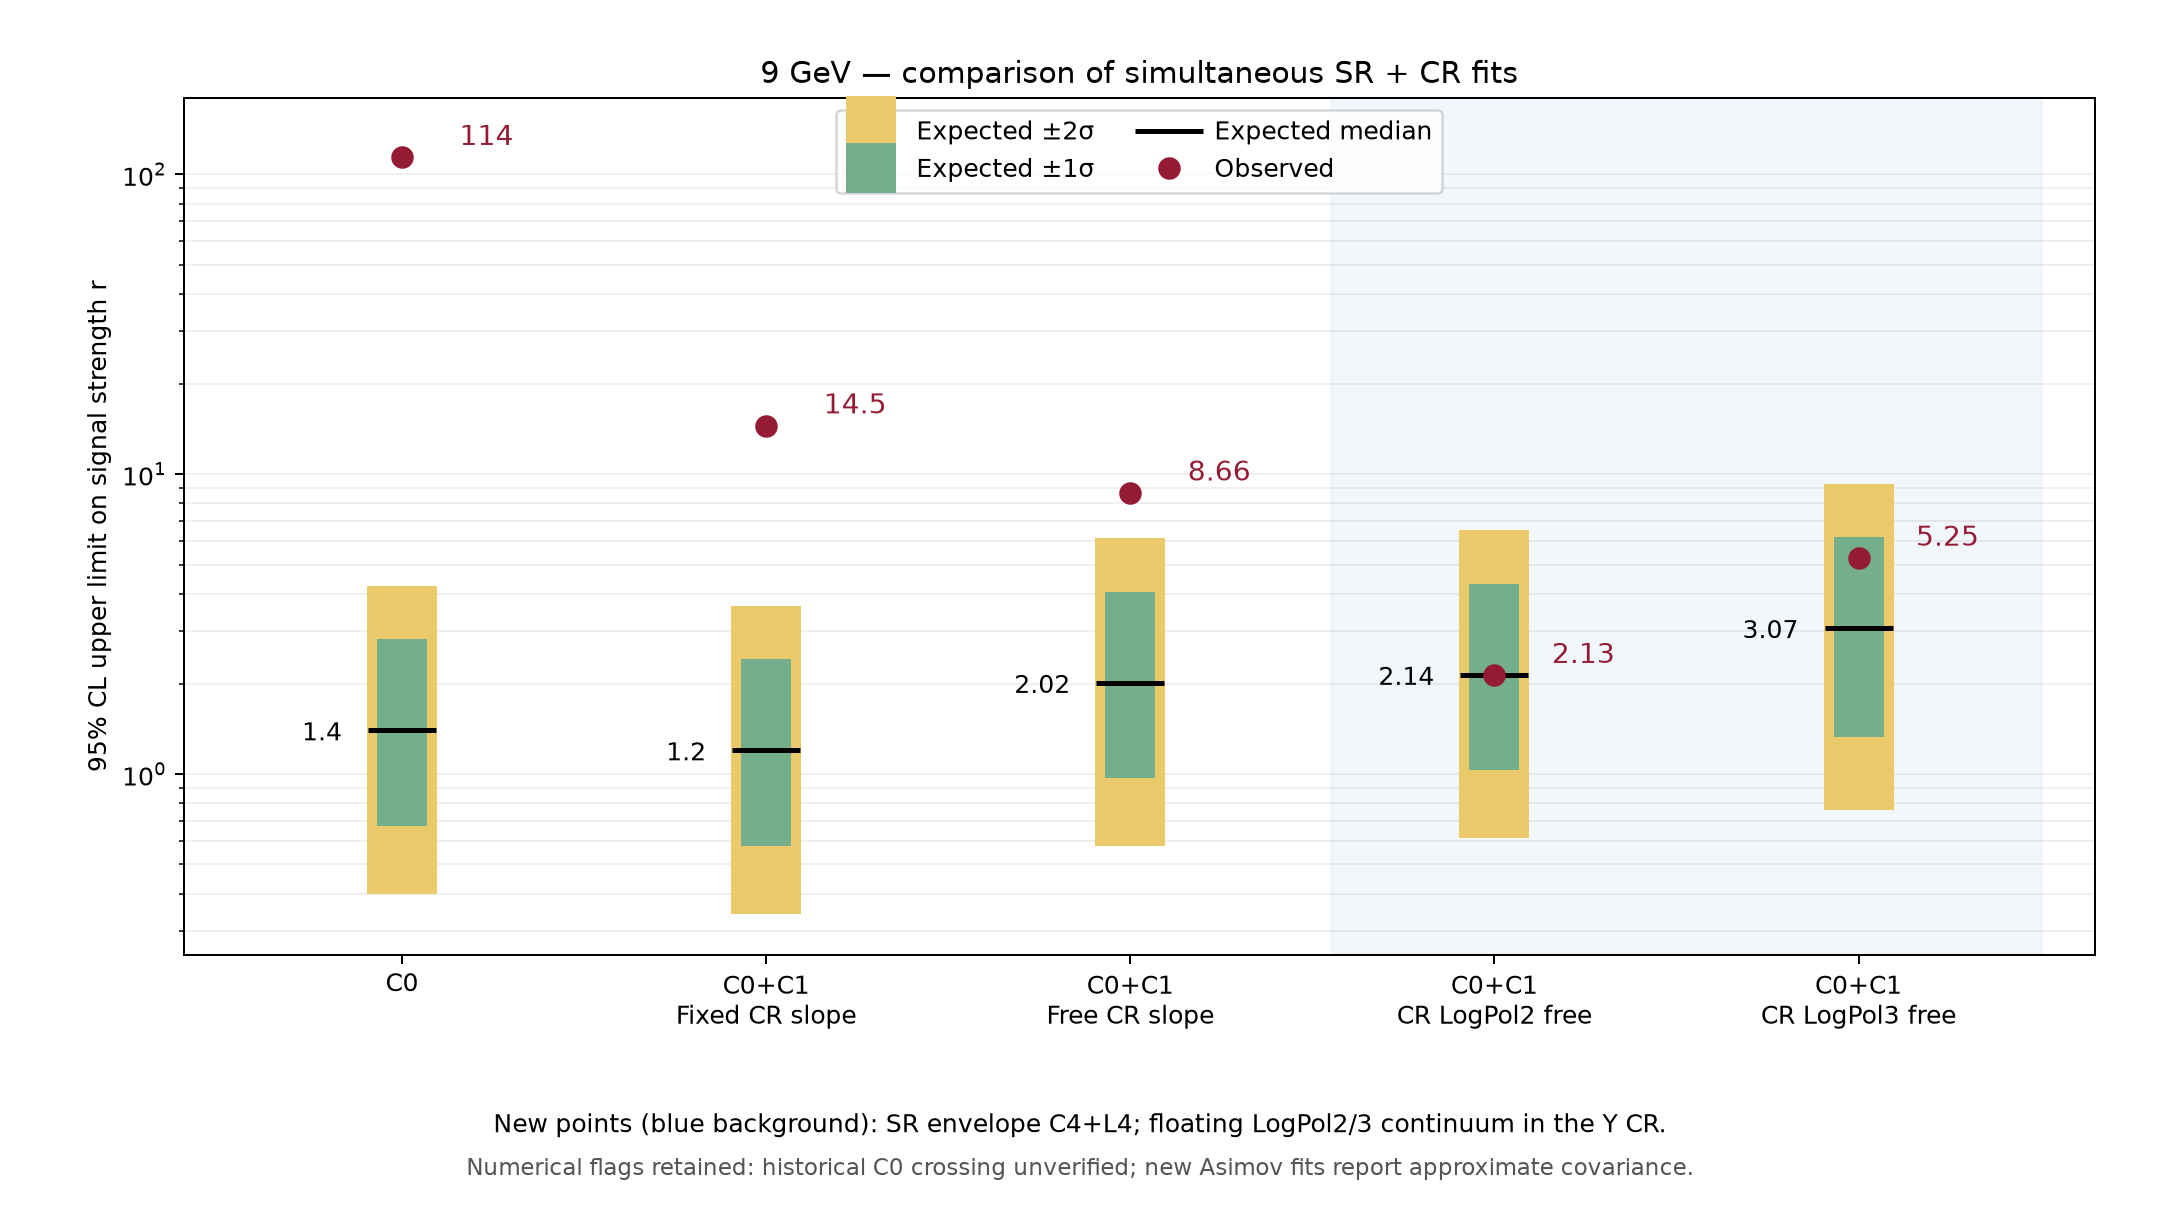 9 GeV — comparison of simultaneous SR + CR fits
Expected ±2σ
Expected ±1σ
Expected median
Observed
95% CL upper limit on signal strength r
10²
10¹
10⁰
114
14.5
8.66
2.13
5.25
1.4
1.2
2.02
2.14
3.07
C0
C0+C1
Fixed CR slope
C0+C1
Free CR slope
C0+C1
CR LogPol2 free
C0+C1
CR LogPol3 free
New points (blue background): SR envelope C4+L4; floating LogPol2/3 continuum in the Y CR.
Numerical flags retained: historical C0 crossing unverified; new Asimov fits report approximate covariance.